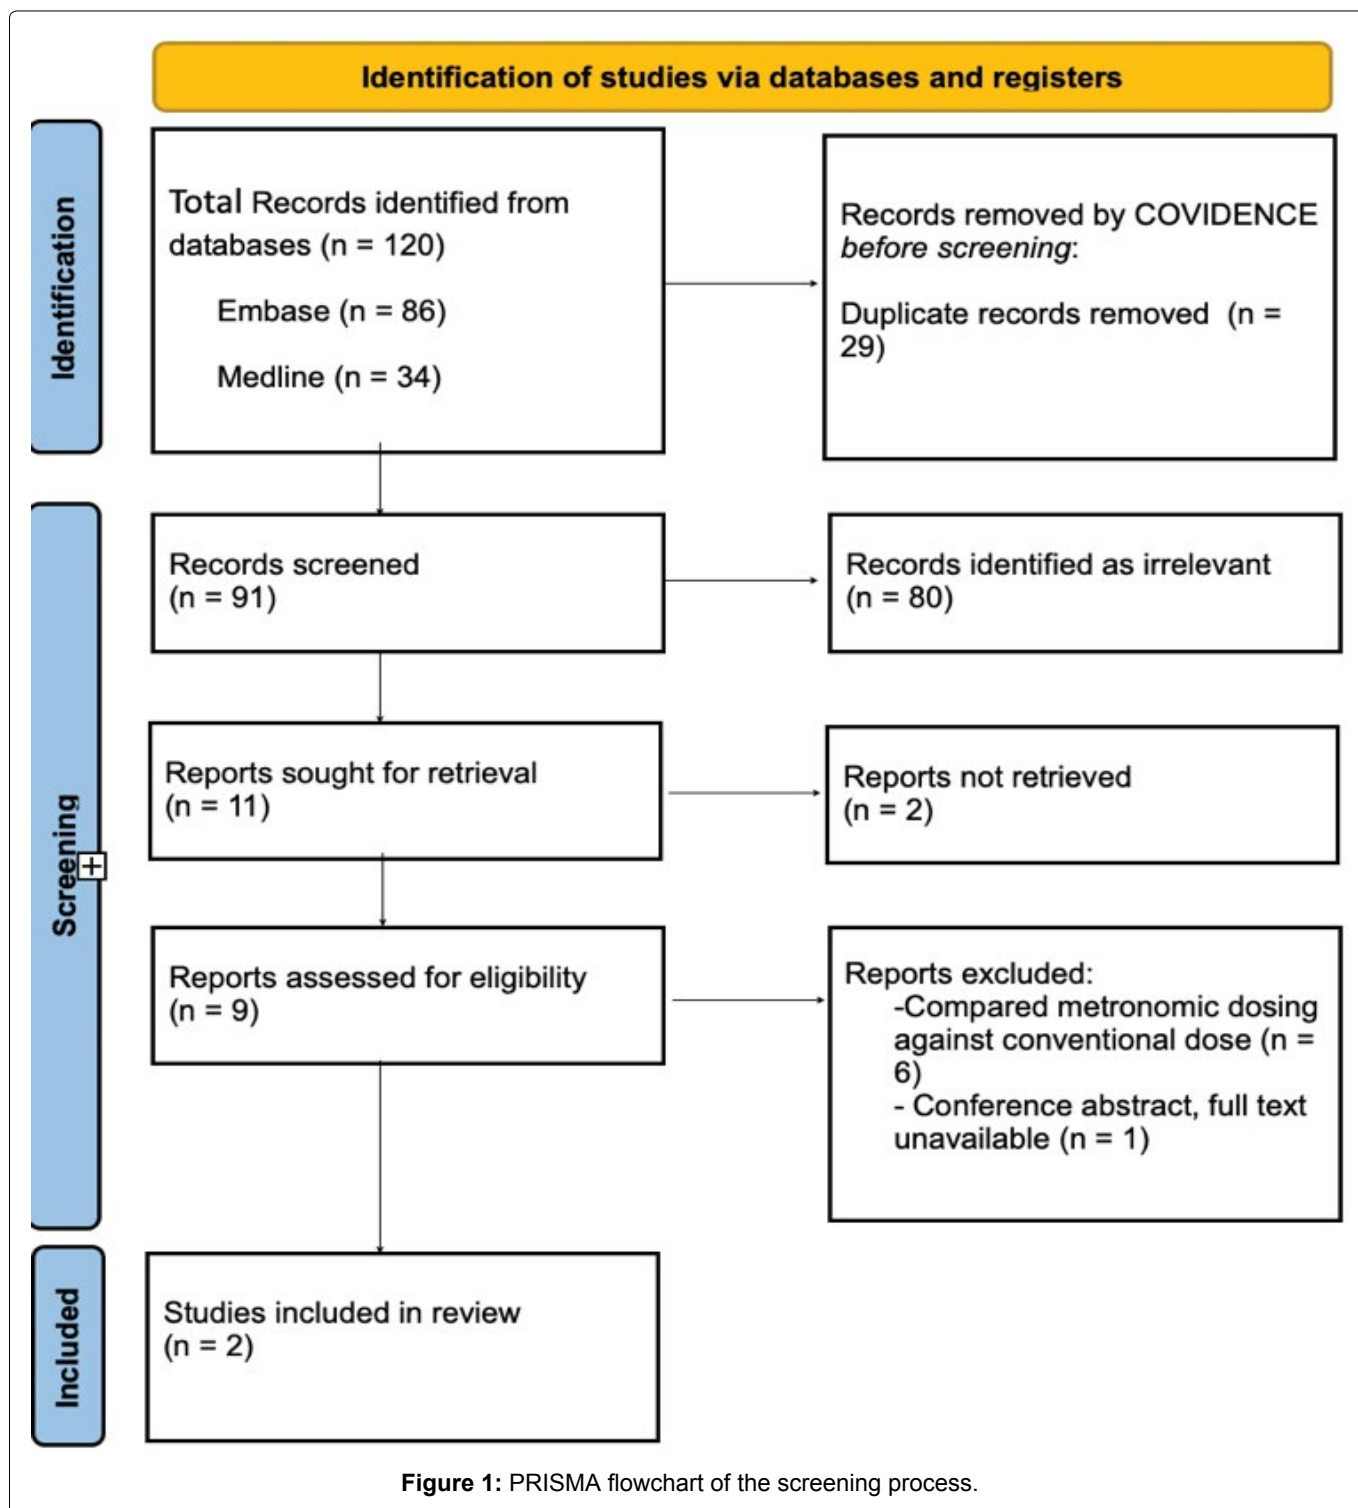 Identification of studies via databases and registers
Identification
Total Records identified from
databases (n = 120)
Embase (n = 86)
Medline (n = 34)
Records removed by COVIDENCE
before screening:
Duplicate records removed (n =
29)
Screening
Records screened
(n = 91)
Records identified as irrelevant
(n = 80)
Reports sought for retrieval
(n = 11)
Reports not retrieved
(n = 2)
Reports assessed for eligibility
(n = 9)
Reports excluded:
-Compared metronomic dosing
against conventional dose (n =
6)
- Conference abstract, full text
unavailable (n = 1)
Included
Studies included in review
(n = 2)
Figure 1: PRISMA flowchart of the screening process.